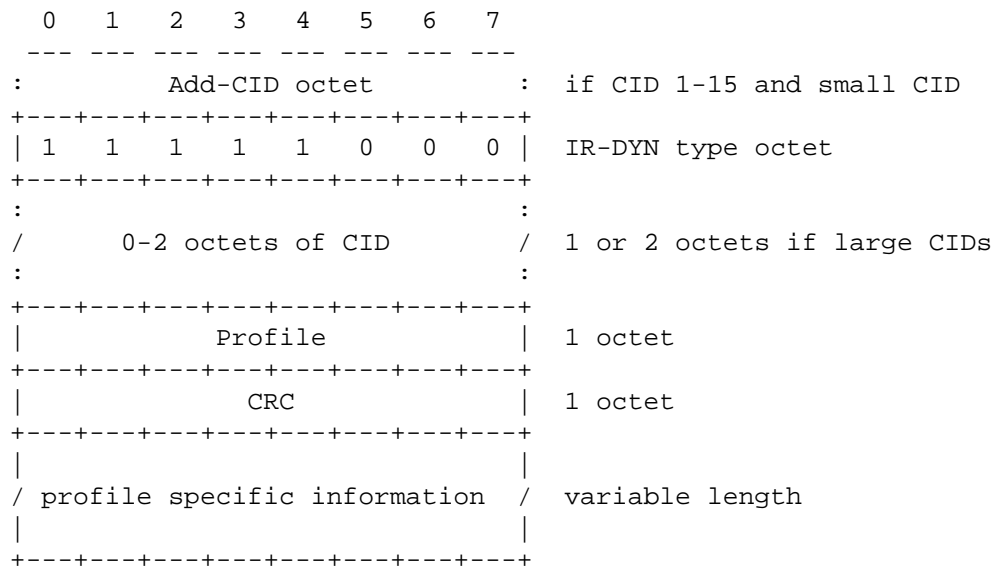 0   1   2   3   4   5   6   7
 --- --- --- --- --- --- --- ---
:         Add-CID octet         :  if CID 1-15 and small CID
+---+---+---+---+---+---+---+---+
| 1   1   1   1   1   0   0   0 |  IR-DYN type octet
+---+---+---+---+---+---+---+---+
:                               :
/      0-2 octets of CID        /  1 or 2 octets if large CIDs
:                               :
+---+---+---+---+---+---+---+---+
|            Profile            |  1 octet
+---+---+---+---+---+---+---+---+
|              CRC              |  1 octet
+---+---+---+---+---+---+---+---+
|                               |
/ profile specific information  /  variable length
|                               |
+---+---+---+---+---+---+---+---+